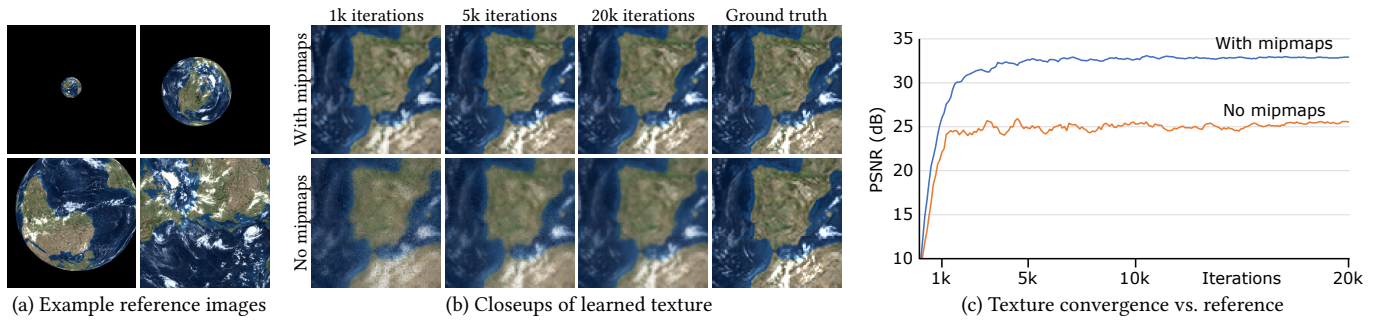 1k iterations
5k iterations
20k iterations
Ground truth
With mipmaps
No mipmaps
35
30
25
20
15
10
PSNR (dB)
With mipmaps
No mipmaps
1k
5k
10k
Iterations
20k
(a) Example reference images
(b) Closeups of learned texture
(c) Texture convergence vs. reference